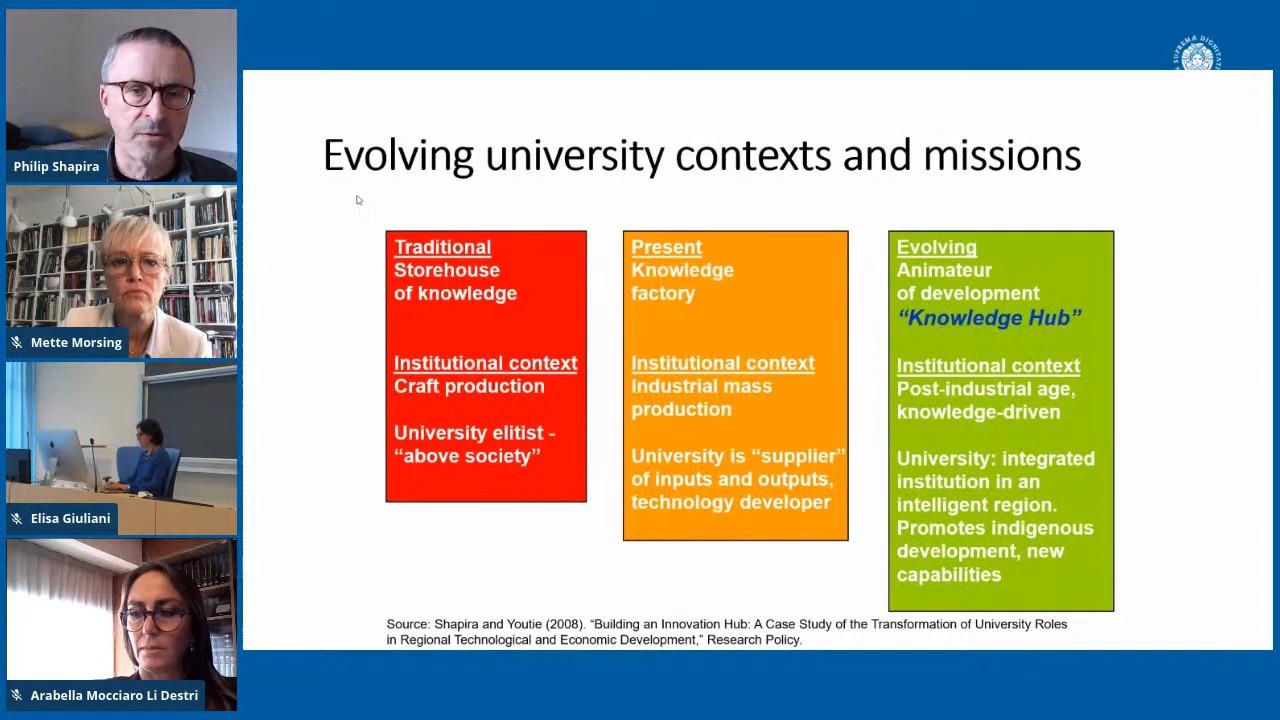 Philip Shapira
Mette Morsing
Elisa Giuliani
Arabella Mocciaro Li Destri
SUPREMÆ DIGNITATIS
Evolving university contexts and missions
Traditional
Storehouse
of knowledge
Institutional context
Craft production
University elitist -
“above society”
Present
Knowledge
factory
Institutional context
Industrial mass
production
University is “supplier”
of inputs and outputs,
technology developer
Evolving
Animateur
of development
“Knowledge Hub”
Institutional context
Post-industrial age,
knowledge-driven
University: integrated
institution in an
intelligent region.
Promotes indigenous
development, new
capabilities
Source: Shapira and Youtie (2008). “Building an Innovation Hub: A Case Study of the Transformation of University Roles
in Regional Technological and Economic Development,” Research Policy.